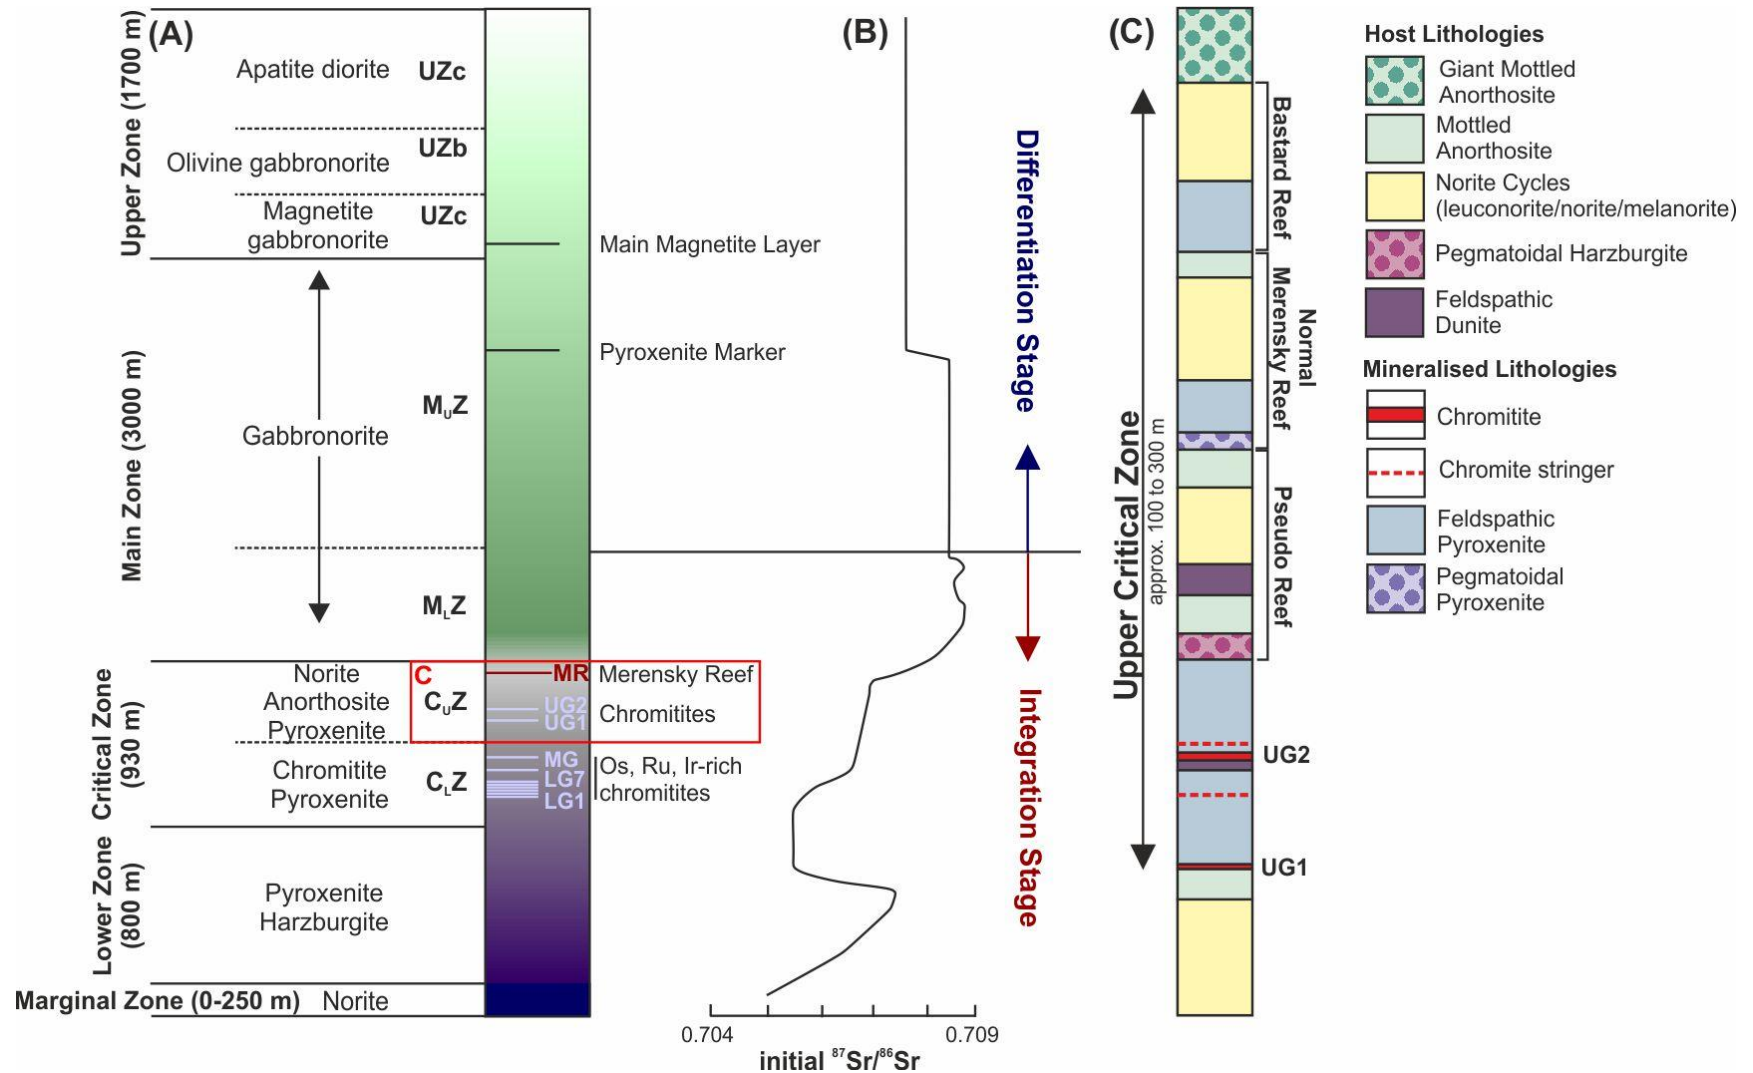 (A)
Upper Zone (1700 m)
Apatite diorite
UZc
Olivine gabbronorite
UZb
Magnetite
gabbronorite
UZc
Main Magnetite Layer
Main Zone (3000 m)
Gabbronorite
MUZ
Pyroxenite Marker
MLZ
Critical Zone
(930 m)
Norite
Anorthosite
Pyroxenite
C
CUZ
MR
Merensky Reef
UG2
UG1
Chromitites
Chromitite
Pyroxenite
CLZ
MG
LG7
LG1
Os, Ru, Ir-rich
chromitites
Lower Zone
(800 m)
Pyroxenite
Harzburgite
Marginal Zone (0-250 m)
Norite
(B)
Differentiation Stage
Integration Stage
0.704
0.709
initial ⁸⁷Sr/⁸⁶Sr
(C)
Upper Critical Zone
approx. 100 to 300 m
Bastard Reef
Normal
Merensky Reef
Pseudo Reef
UG2
UG1
Host Lithologies
Giant Mottled
Anorthosite
Mottled
Anorthosite
Norite Cycles
(leuconorite/norite/melanorite)
Pegmatoidal Harzburgite
Feldspathic
Dunite
Mineralised Lithologies
Chromitite
Chromite stringer
Feldspathic
Pyroxenite
Pegmatoidal
Pyroxenite